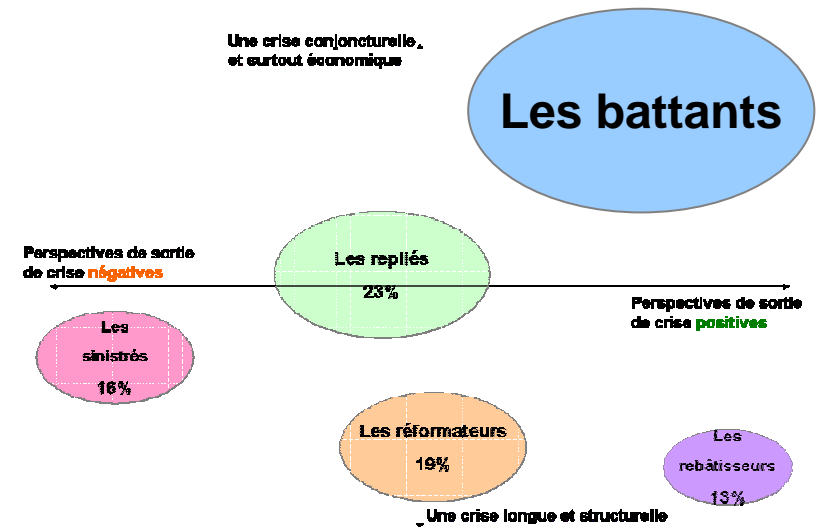 Une crise conjoncturelle,
et surtout économique
Les battants
Perspectives de sortie
de crise négatives
Les repliés
23%
Perspectives de sortie
de crise positives
Les
sinistrés
16%
Les réformateurs
19%
Les
rebâtisseurs
13%
Une crise longue et structurelle